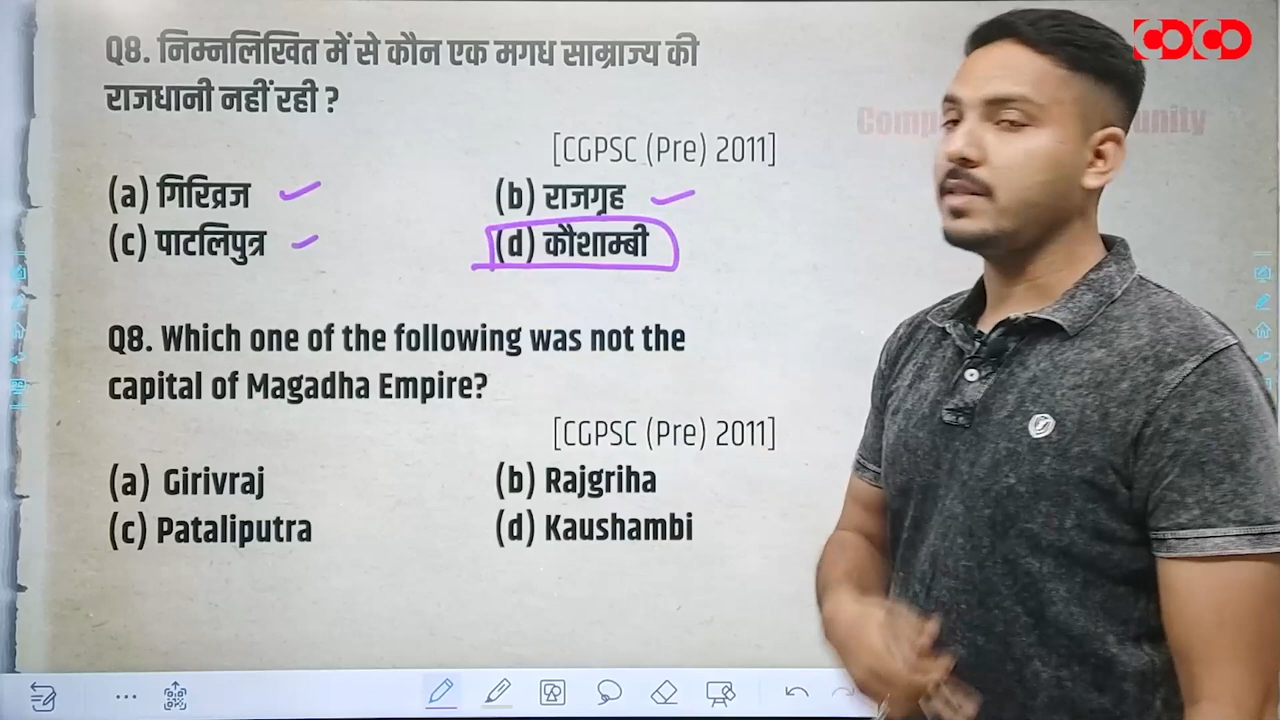 Q8. निम्नलिखित में से कौन एक मगध साम्राज्य की
राजधानी नहीं रही ?
[CGPSC (Pre) 2011]
(a) गिरिव्रज (b) राजगृह
(c) पाटलिपुत्र (d) कौशाम्बी
Q8. Which one of the following was not the
capital of Magadha Empire?
[CGPSC (Pre) 2011]
(a) Girivraj (b) Rajgriha
(c) Pataliputra (d) Kaushambi